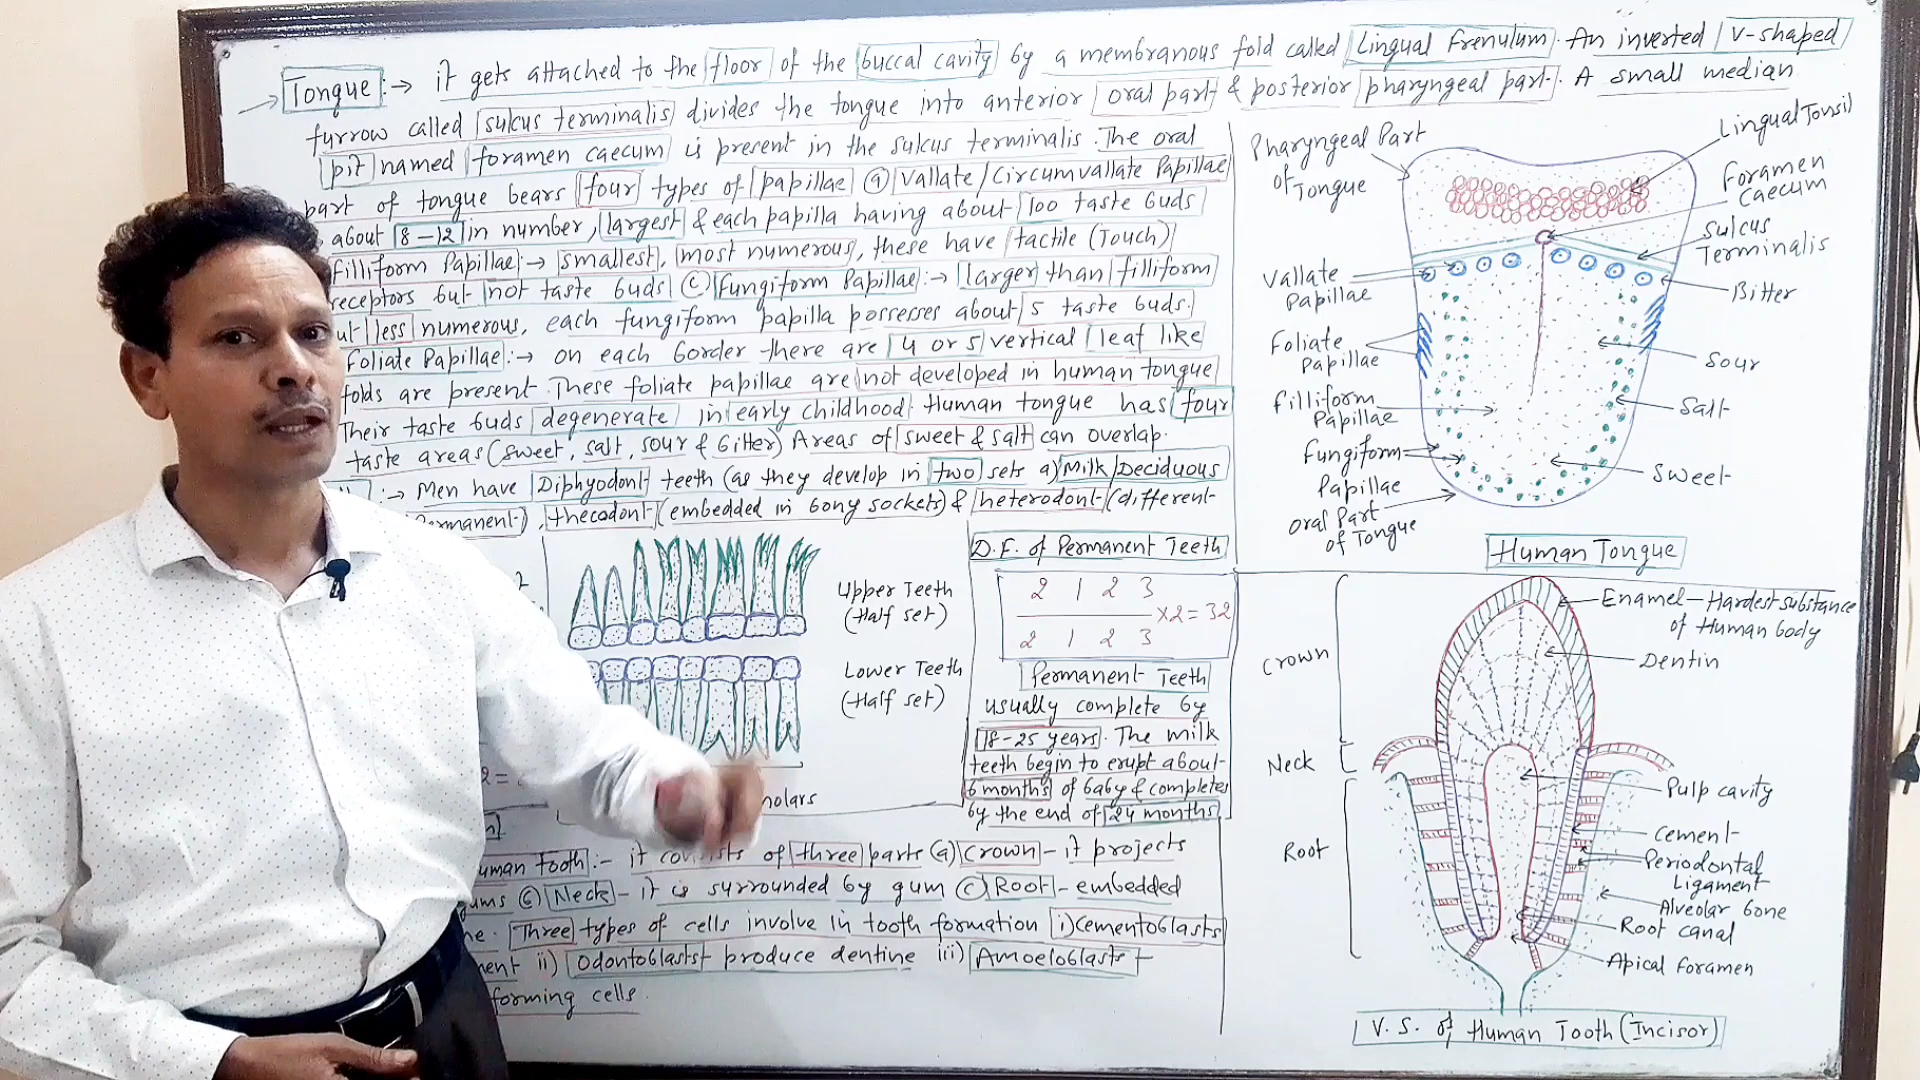 Tongue :→ it gets attached to the floor of the buccal cavity by a membranous fold called Lingual Frenulum. An inverted V-shaped
furrow called sulcus terminalis divides the tongue into anterior oral part & posterior pharyngeal part. A small median
pit named foramen caecum is present in the sulcus terminalis. The oral
part of tongue bears four types of papillae ⓐ Vallate/Circumvallate Papillae
about 8-12 in number, largest & each papilla having about 100 taste buds
filliform Papillae:→ smallest, most numerous, these have tactile (Touch)
receptors but not taste buds ⓒ Fungiform Papillae:→ larger than filliform
ut less numerous, each fungiform papilla possesses about 5 taste buds.
Foliate Papillae:→ on each border there are 4 or 5 vertical leaf like
folds are present. These foliate papillae are not developed in human tongue
Their taste buds degenerate in early childhood. Human tongue has four
taste areas (sweet, salt, sour & bitter) Areas of sweet & salt can overlap.
:→ Men have Diphyodont teeth (as they develop in two sets a) Milk/Deciduous
ermanent), thecodont (embedded in bony sockets) & heterodont (different
Upper Teeth
(Half set)
Lower Teeth
(Half set)
molars
2=
D.F. of Permanent Teeth
2 1 2 3
×2=32
2 1 2 3
Permanent Teeth
usually complete by
18-25 years. The milk
teeth begin to erupt about
6 months of baby & completes
by the end of 24 months
uman tooth:- it consists of three parts (a) Crown - it projects
ums ⓑ Neck - it is surrounded by gum ⓒ Root - embedded
ne. Three types of cells involve in tooth formation i) Cementoblasts
ment ii) Odontoblasts produce dentine iii) Amoeloblasts
forming cells.
Pharyngeal Part
of Tongue
Vallate
Papillae
Foliate
Papillae
filliform
Papillae
Fungiform
Papillae
Oral Part
of Tongue
Lingual Tonsil
Foramen
Caecum
Sulcus
Terminalis
Bitter
Sour
Salt
Sweet
Human Tongue
Crown
Neck
Root
Enamel - Hardest substance
of Human body
Dentin
Pulp cavity
Cement
Periodontal
Ligament
Alveolar bone
Root canal
Apical foramen
V. S. of Human Tooth (Incisor)